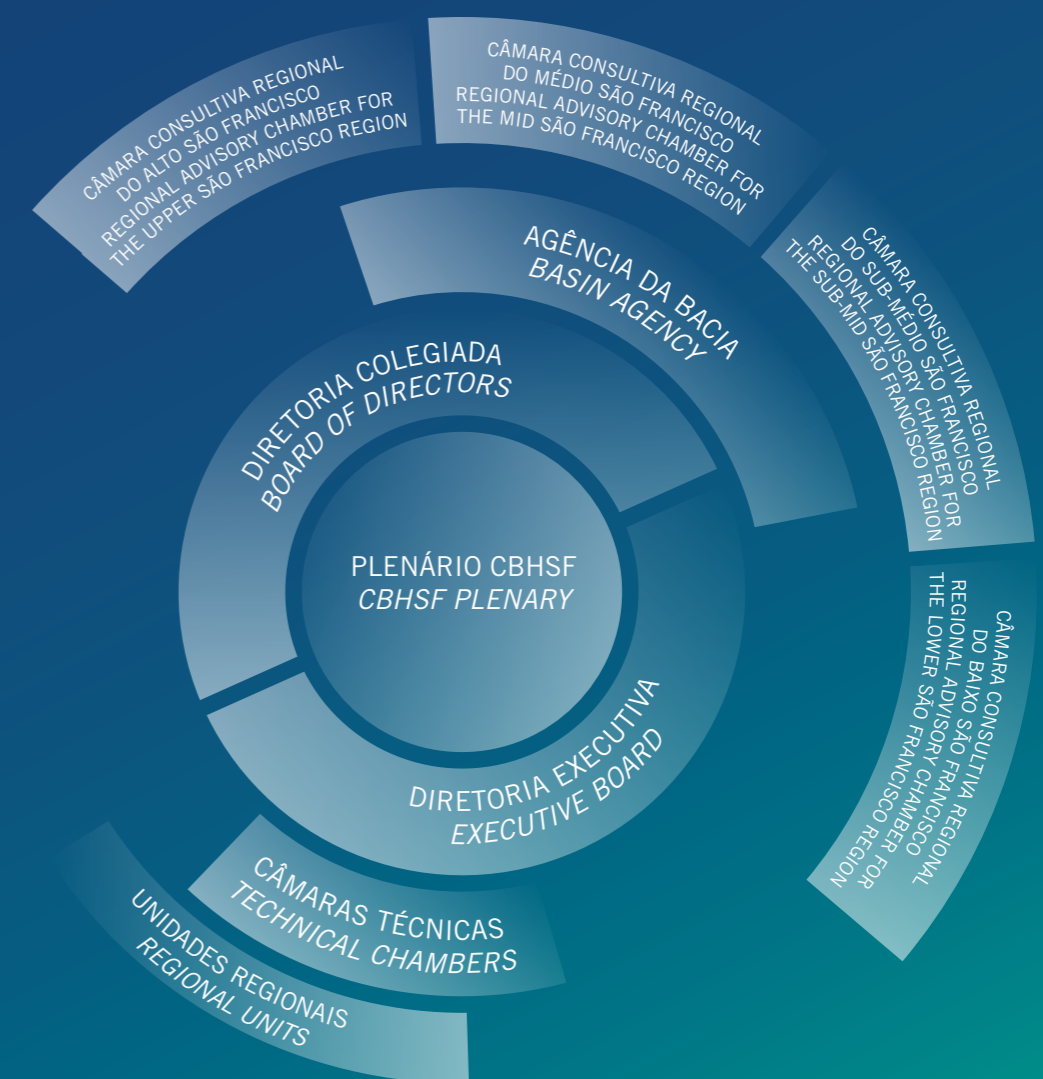 CÂMARA CONSULTIVA REGIONAL
DO ALTO SÃO FRANCISCO
REGIONAL ADVISORY CHAMBER FOR
THE UPPER SÃO FRANCISCO REGION
CÂMARA CONSULTIVA REGIONAL
DO MÉDIO SÃO FRANCISCO
REGIONAL ADVISORY CHAMBER FOR
THE MID SÃO FRANCISCO REGION
CÂMARA CONSULTIVA REGIONAL
DO SUB-MÉDIO SÃO FRANCISCO
REGIONAL ADVISORY CHAMBER FOR
THE SUB-MID SÃO FRANCISCO REGION
CÂMARA CONSULTIVA REGIONAL
DO BAIXO SÃO FRANCISCO
REGIONAL ADVISORY CHAMBER FOR
THE LOWER SÃO FRANCISCO REGION
AGÊNCIA DA BACIA
BASIN AGENCY
DIRETORIA COLEGIADA
BOARD OF DIRECTORS
PLENÁRIO CBHSF
CBHSF PLENARY
DIRETORIA EXECUTIVA
EXECUTIVE BOARD
CÂMARAS TÉCNICAS
TECHNICAL CHAMBERS
UNIDADES REGIONAIS
REGIONAL UNITS